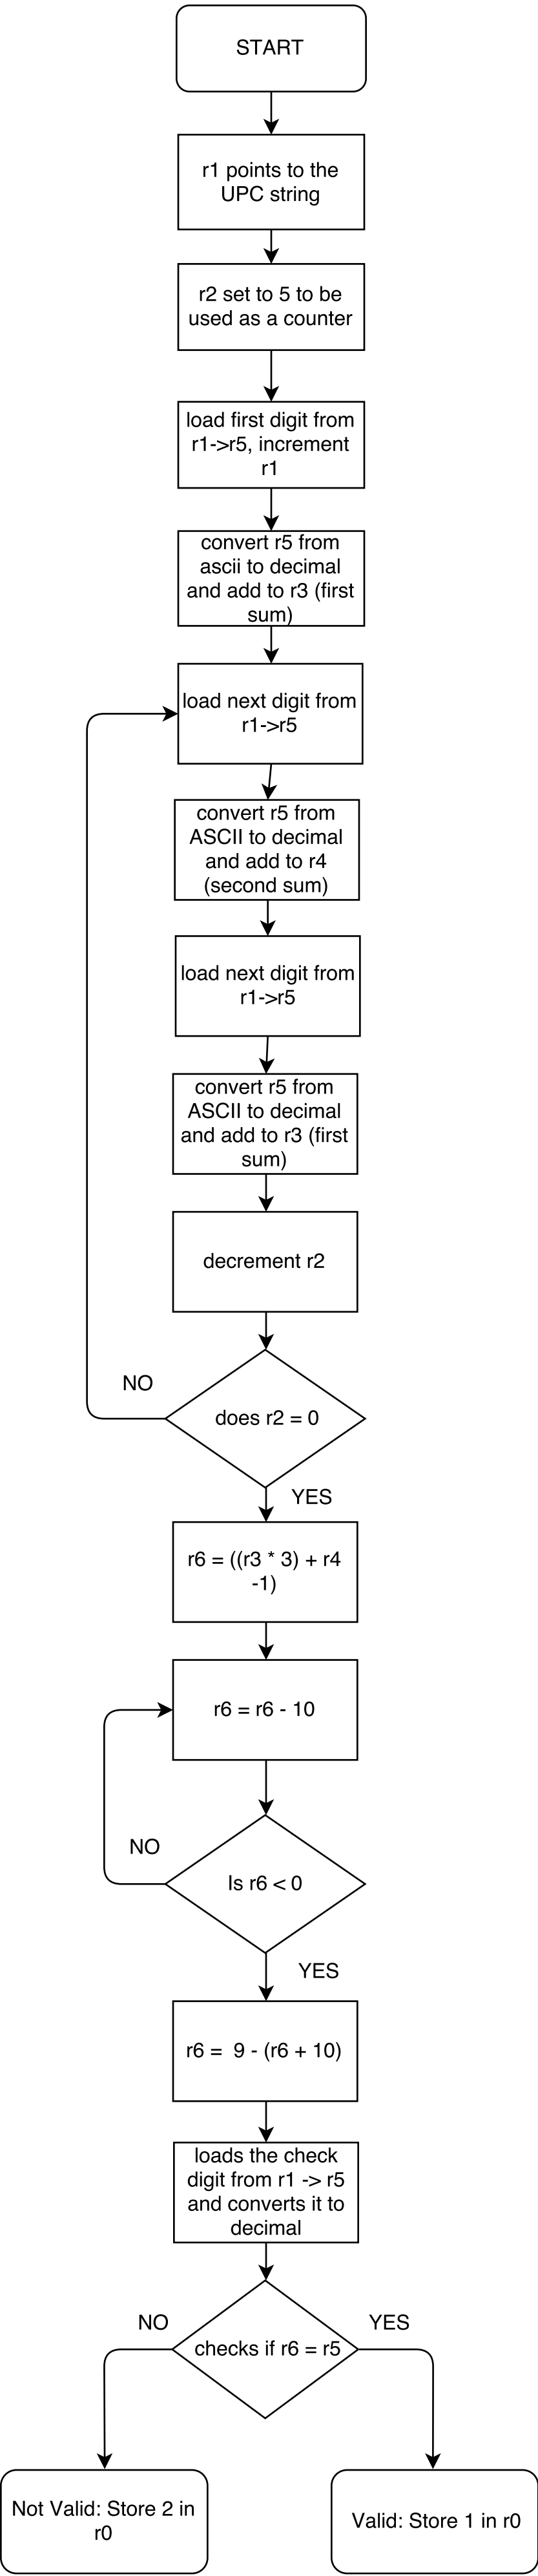 START
r1 points to the
UPC string
r2 set to 5 to be
used as a counter
load first digit from
r1->r5, increment
r1
convert r5 from
ascii to decimal
and add to r3 (first
sum)
load next digit from
r1->r5
convert r5 from
ASCII to decimal
and add to r4
(second sum)
load next digit from
r1->r5
convert r5 from
ASCII to decimal
and add to r3 (first
sum)
decrement r2
NO
does r2 = 0
YES
r6 = ((r3 * 3) + r4
-1)
r6 = r6 - 10
NO
Is r6 < 0
YES
r6 =  9 - (r6 + 10)
loads the check
digit from r1 -> r5
and converts it to
decimal
NO
YES
checks if r6 = r5
Not Valid: Store 2 in
r0
Valid: Store 1 in r0